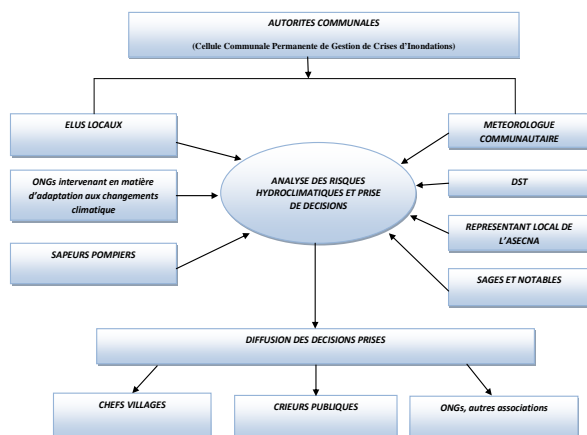 AUTORITES COMMUNALES
(Cellule Communale Permanente de Gestion de Crises d'Inondations)
ELUS LOCAUX
METEOROLOGUE
COMMUNAUTAIRE
ANALYSE DES RISQUES
HYDROCLIMATIQUES ET PRISE
DE DECISIONS
ONGs intervenant en matière
d'adaptation aux changements
climatique
DST
REPRESENTANT LOCAL DE
L'ASECNA
SAPEURS POMPIERS
SAGES ET NOTABLES
DIFFUSION DES DECISIONS PRISES
CHEFS VILLAGES
CRIEURS PUBLIQUES
ONGs, autres associations